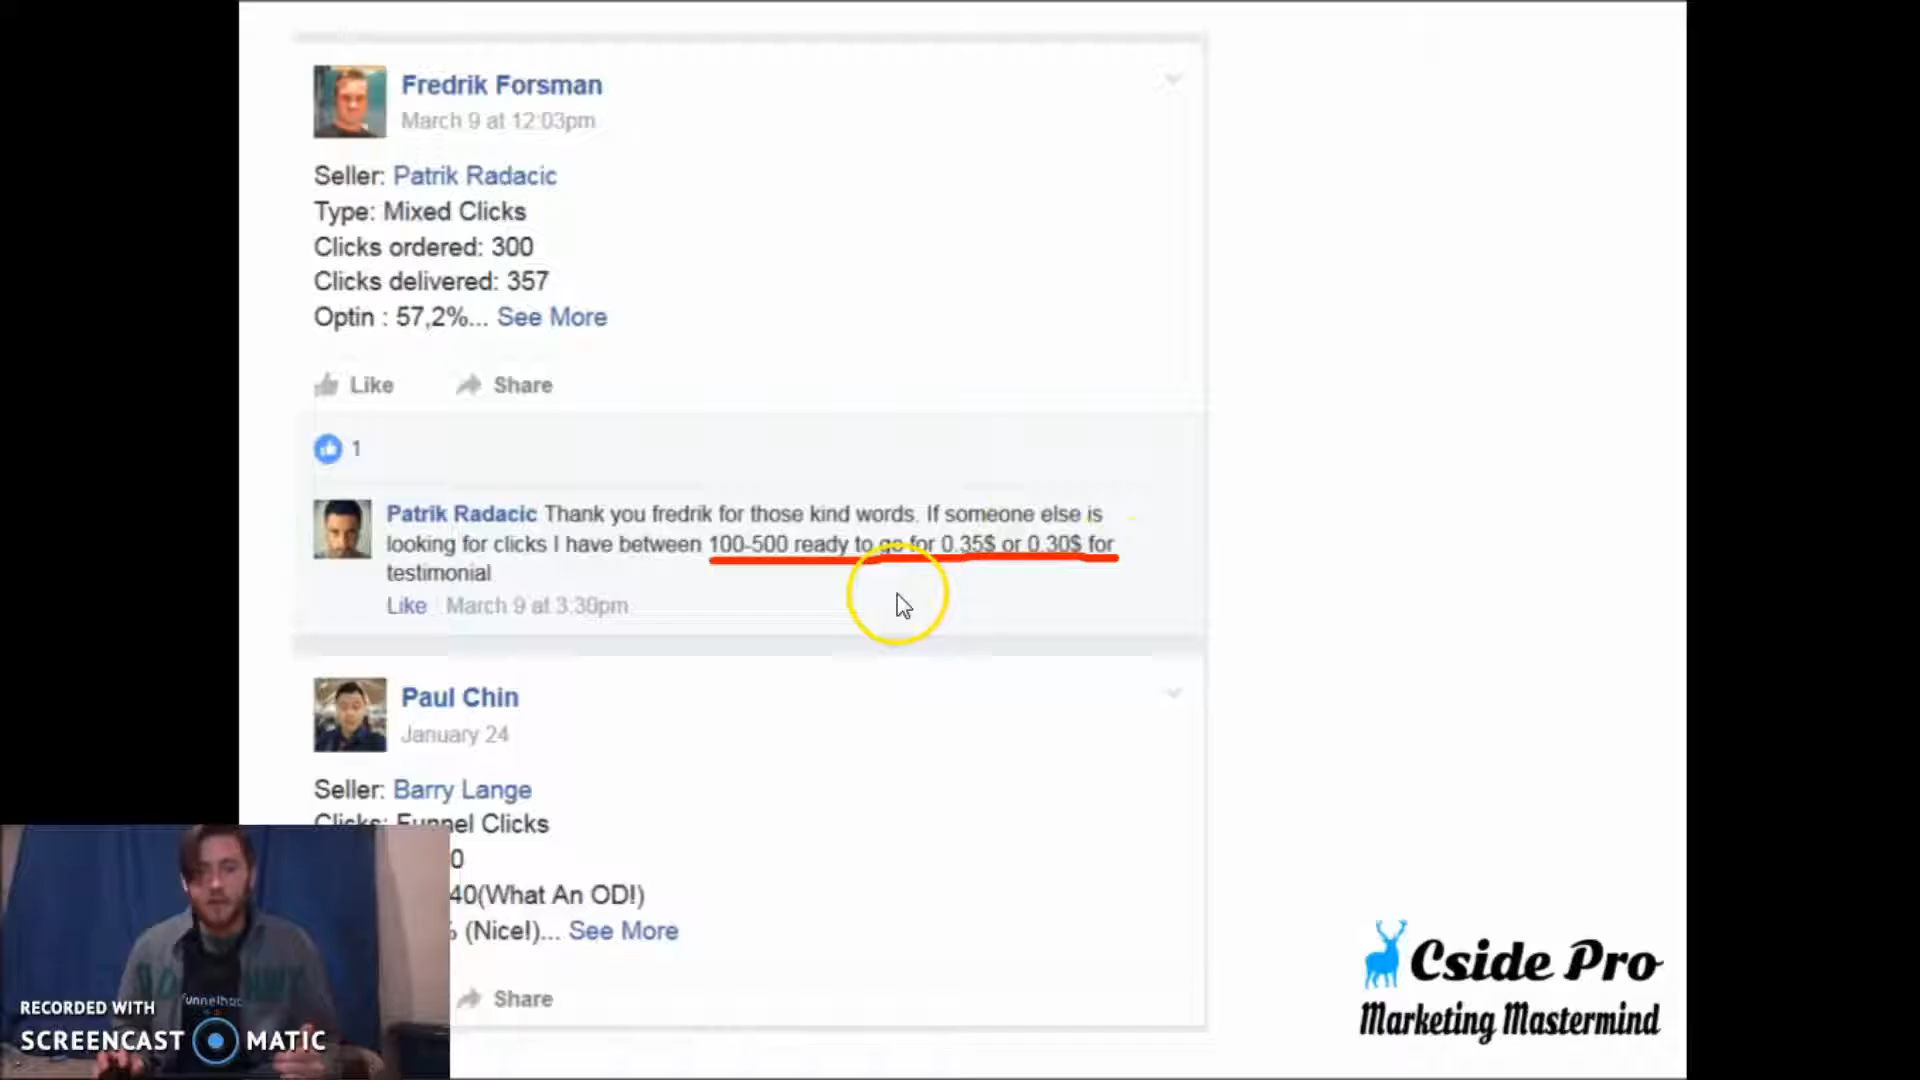 Fredrik Forsman
March 9 at 12:03pm
Seller: Patrik Radacic
Type: Mixed Clicks
Clicks ordered: 300
Clicks delivered: 357
Optin : 57,2%... See More
Like Share
1
Patrik Radacic Thank you fredrik for those kind words. If someone else is
looking for clicks I have between 100-500 ready to go for 0.35$ or 0.30$ for
testimonial
Like March 9 at 3:30pm
Paul Chin
January 24
Seller: Barry Lange
Clicks: Funnel Clicks
0
40(What An OD!)
% (Nice!)... See More
Share
RECORDED WITH
SCREENCAST MATIC
Cside Pro
Marketing Mastermind